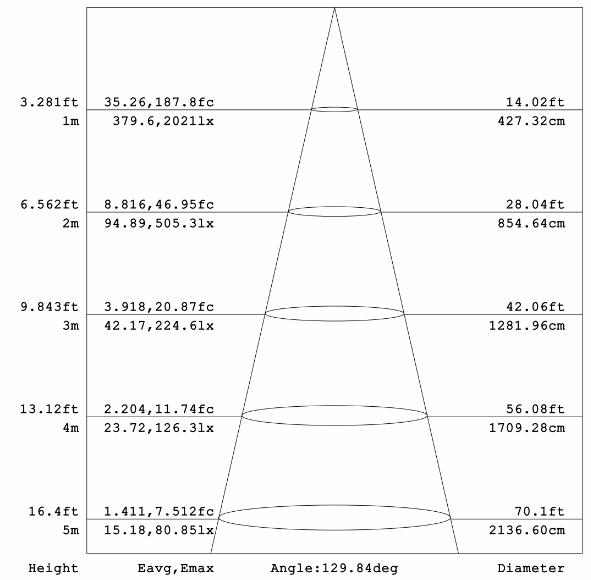 3.281ft 35.26,187.8fc 14.02ft
1m 379.6,2021lx 427.32cm
6.562ft 8.816,46.95fc 28.04ft
2m 94.89,505.3lx 854.64cm
9.843ft 3.918,20.87fc 42.06ft
3m 42.17,224.6lx 1281.96cm
13.12ft 2.204,11.74fc 56.08ft
4m 23.72,126.3lx 1709.28cm
16.4ft 1.411,7.512fc 70.1ft
5m 15.18,80.85lx 2136.60cm
Height Eavg,Emax Angle:129.84deg Diameter